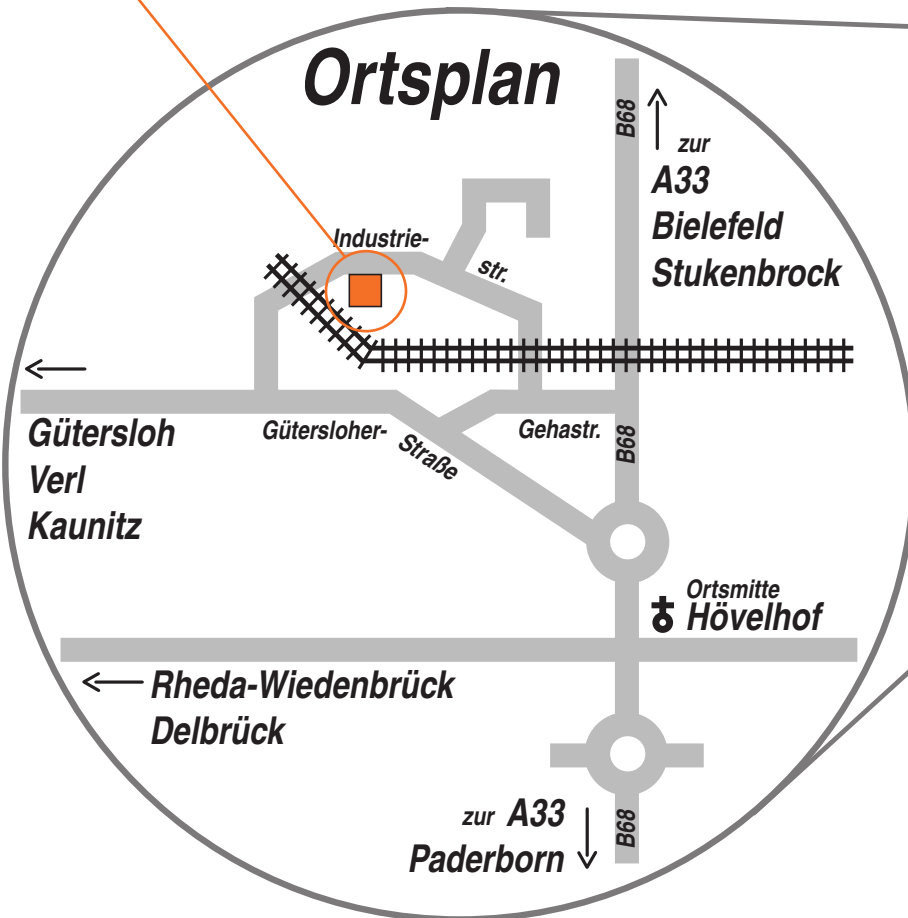 Ortsplan
B68
zur
A33
Bielefeld
Stukenbrock
Industrie-
str.
Gütersloh
Verl
Kaunitz
Gütersloher-
Straße
Gehastr.
B68
Ortsmitte
Hövelhof
Rheda-Wiedenbrück
Delbrück
zur A33
Paderborn
B68